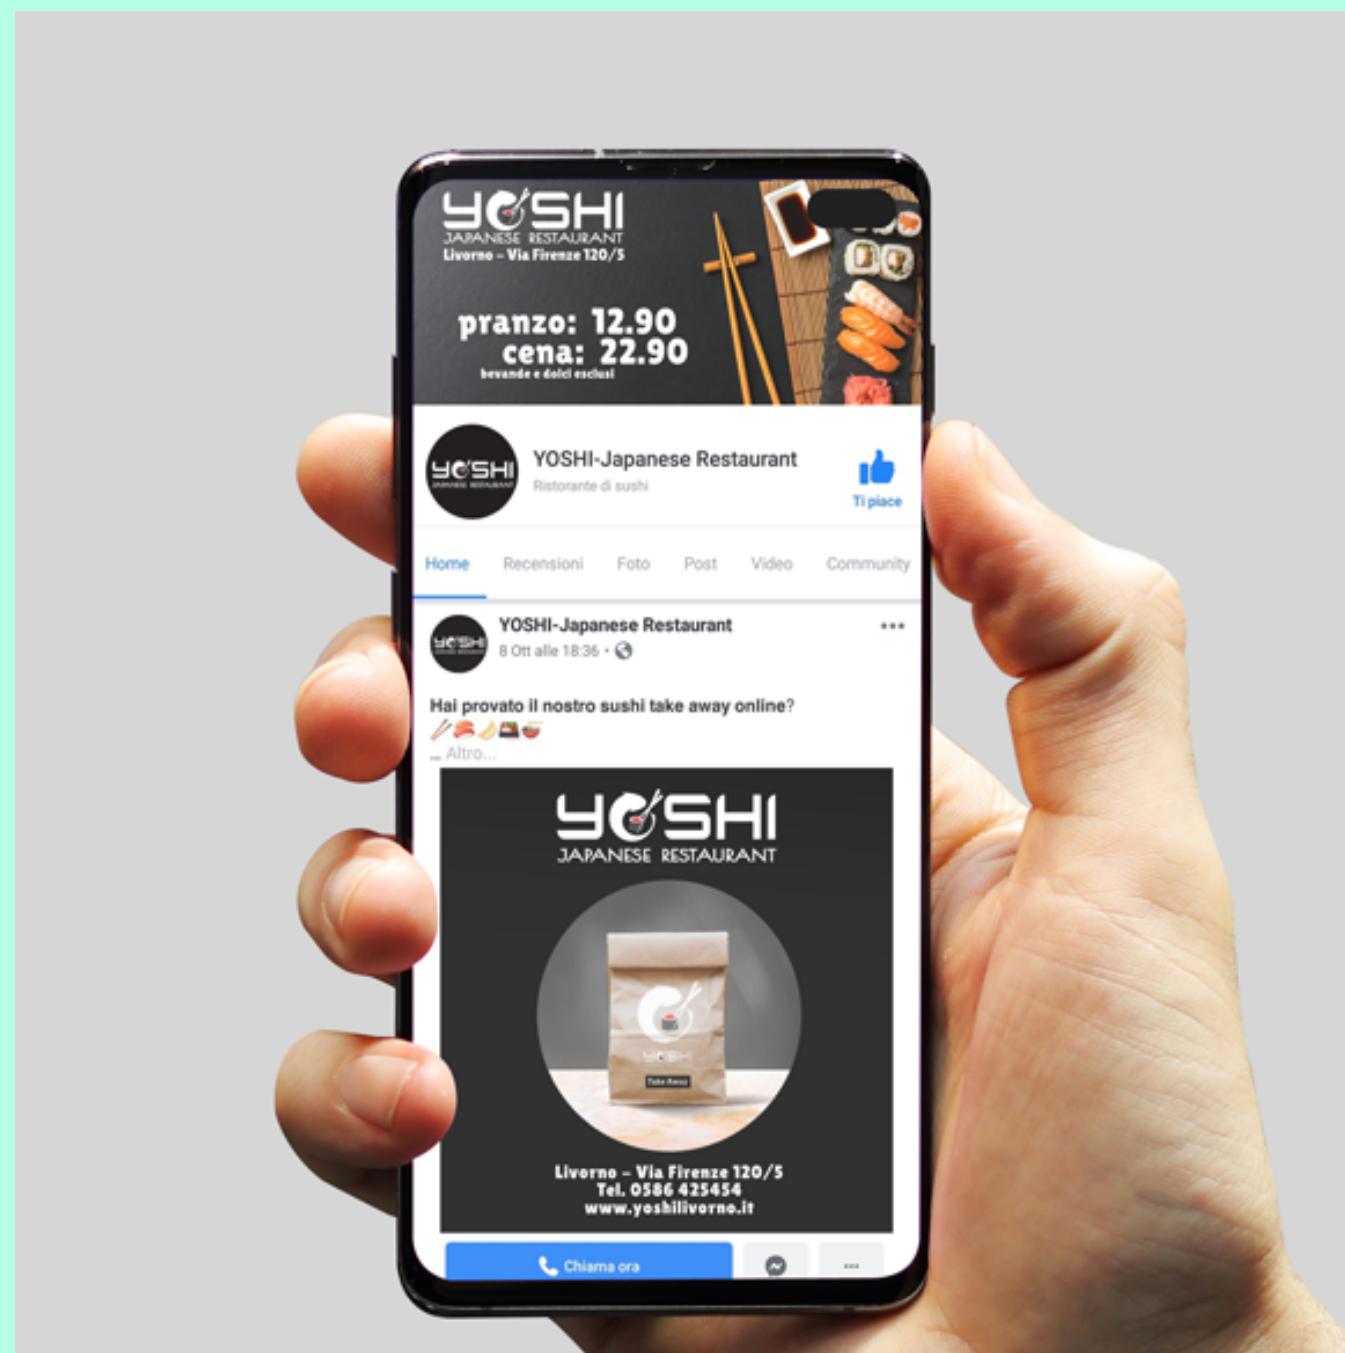 YOSHI
JAPANESE RESTAURANT
Livorno – Via Firenze 120/5
pranzo: 12.90
cena: 22.90
bevande e dolci esclusi
YOSHI
JAPANESE RESTAURANT
YOSHI-Japanese Restaurant
Ristorante di sushi
Ti piace
Home Recensioni Foto Post Video Community
YOSHI
YOSHI-Japanese Restaurant
8 Ott alle 18:36 ·
Hai provato il nostro sushi take away online?
... Altro...
YOSHI
JAPANESE RESTAURANT
YOSHI
Take Away
Livorno – Via Firenze 120/5
Tel. 0586 425454
www.yoshilivorno.it
Chiama ora